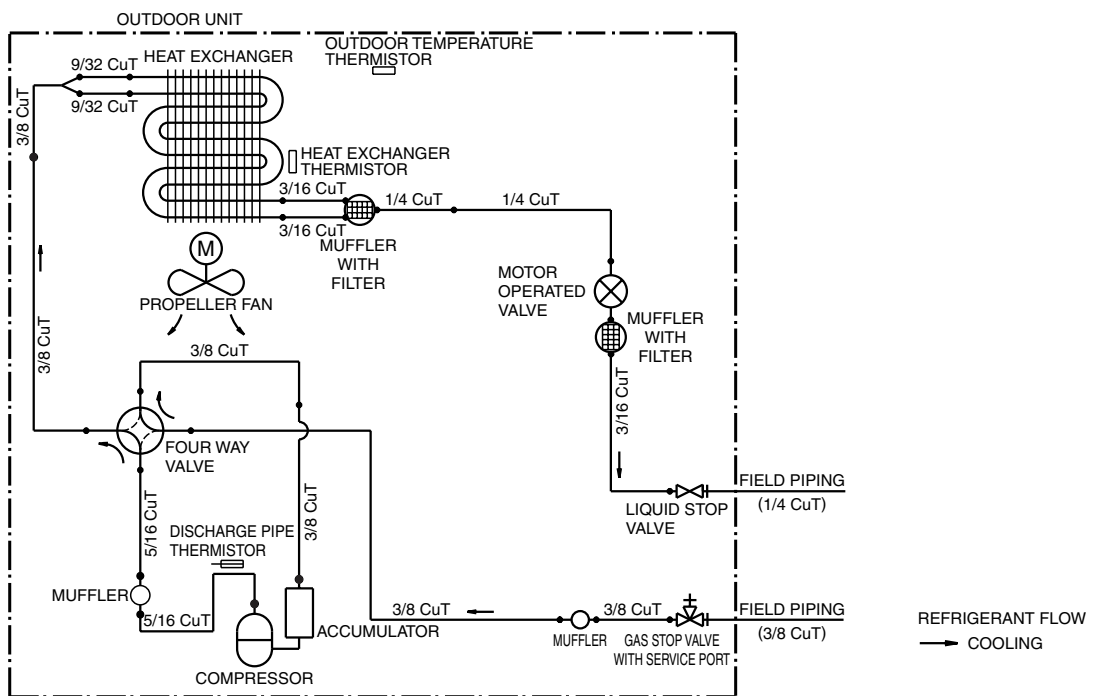 OUTDOOR UNIT
OUTDOOR TEMPERATURE
THERMISTOR
HEAT EXCHANGER
9/32 CuT
9/32 CuT
3/8 CuT
HEAT EXCHANGER
THERMISTOR
3/16 CuT
3/16 CuT
1/4 CuT
1/4 CuT
MUFFLER
WITH
FILTER
M
PROPELLER FAN
MOTOR
OPERATED
VALVE
MUFFLER
WITH
FILTER
3/8 CuT
3/8 CuT
3/16 CuT
FOUR WAY
VALVE
FIELD PIPING
(1/4 CuT)
LIQUID STOP
VALVE
5/16 CuT
3/8 CuT
DISCHARGE PIPE
THERMISTOR
MUFFLER
5/16 CuT
ACCUMULATOR
COMPRESSOR
3/8 CuT
3/8 CuT
MUFFLER
GAS STOP VALVE
WITH SERVICE PORT
FIELD PIPING
(3/8 CuT)
REFRIGERANT FLOW
COOLING